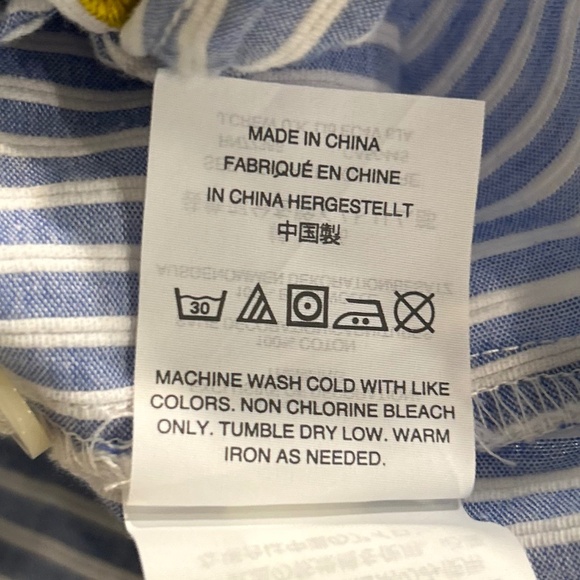 MADE IN CHINA
FABRIQUÉ EN CHINE
IN CHINA HERGESTELLT
中国製
30
MACHINE WASH COLD WITH LIKE
COLORS. NON CHLORINE BLEACH
ONLY. TUMBLE DRY LOW. WARM
IRON AS NEEDED.